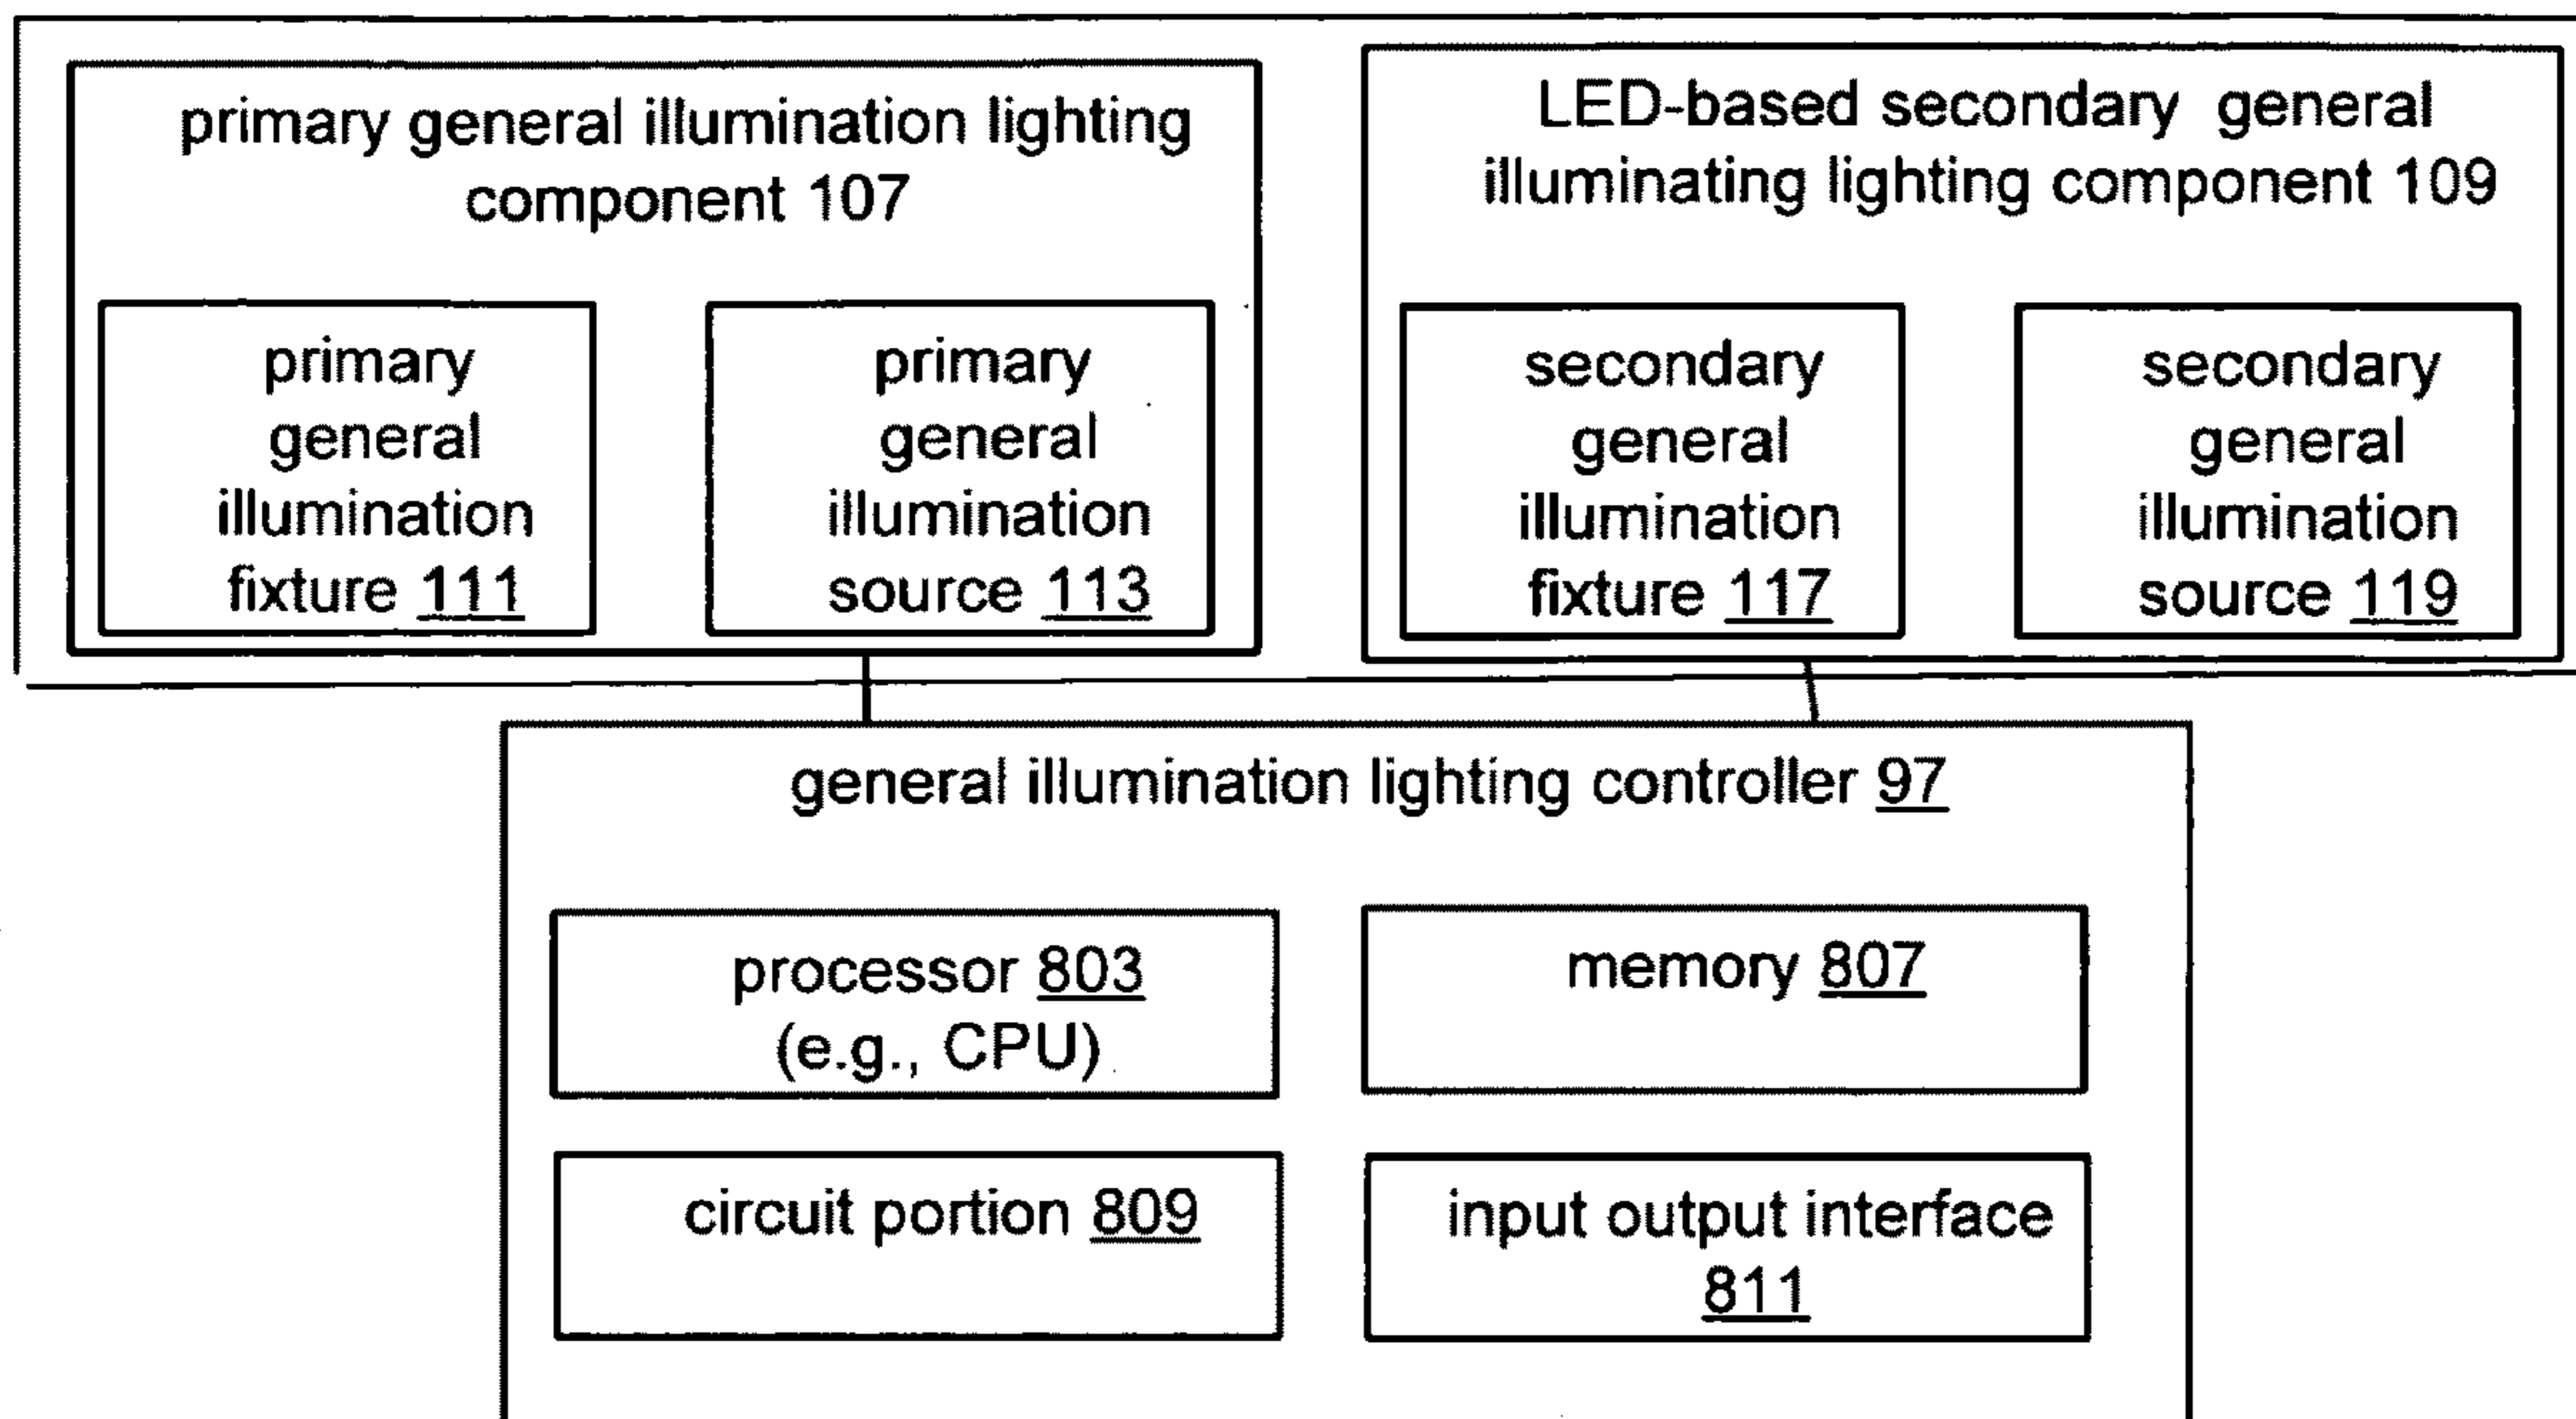 primary general illumination lighting
component 107
primary
general
illumination
fixture 111
primary
general
illumination
source 113
LED-based secondary general
illuminating lighting component 109
secondary
general
illumination
fixture 117
secondary
general
illumination
source 119
general illumination lighting controller 97
processor 803
(e.g., CPU)
memory 807
circuit portion 809
input output interface
811